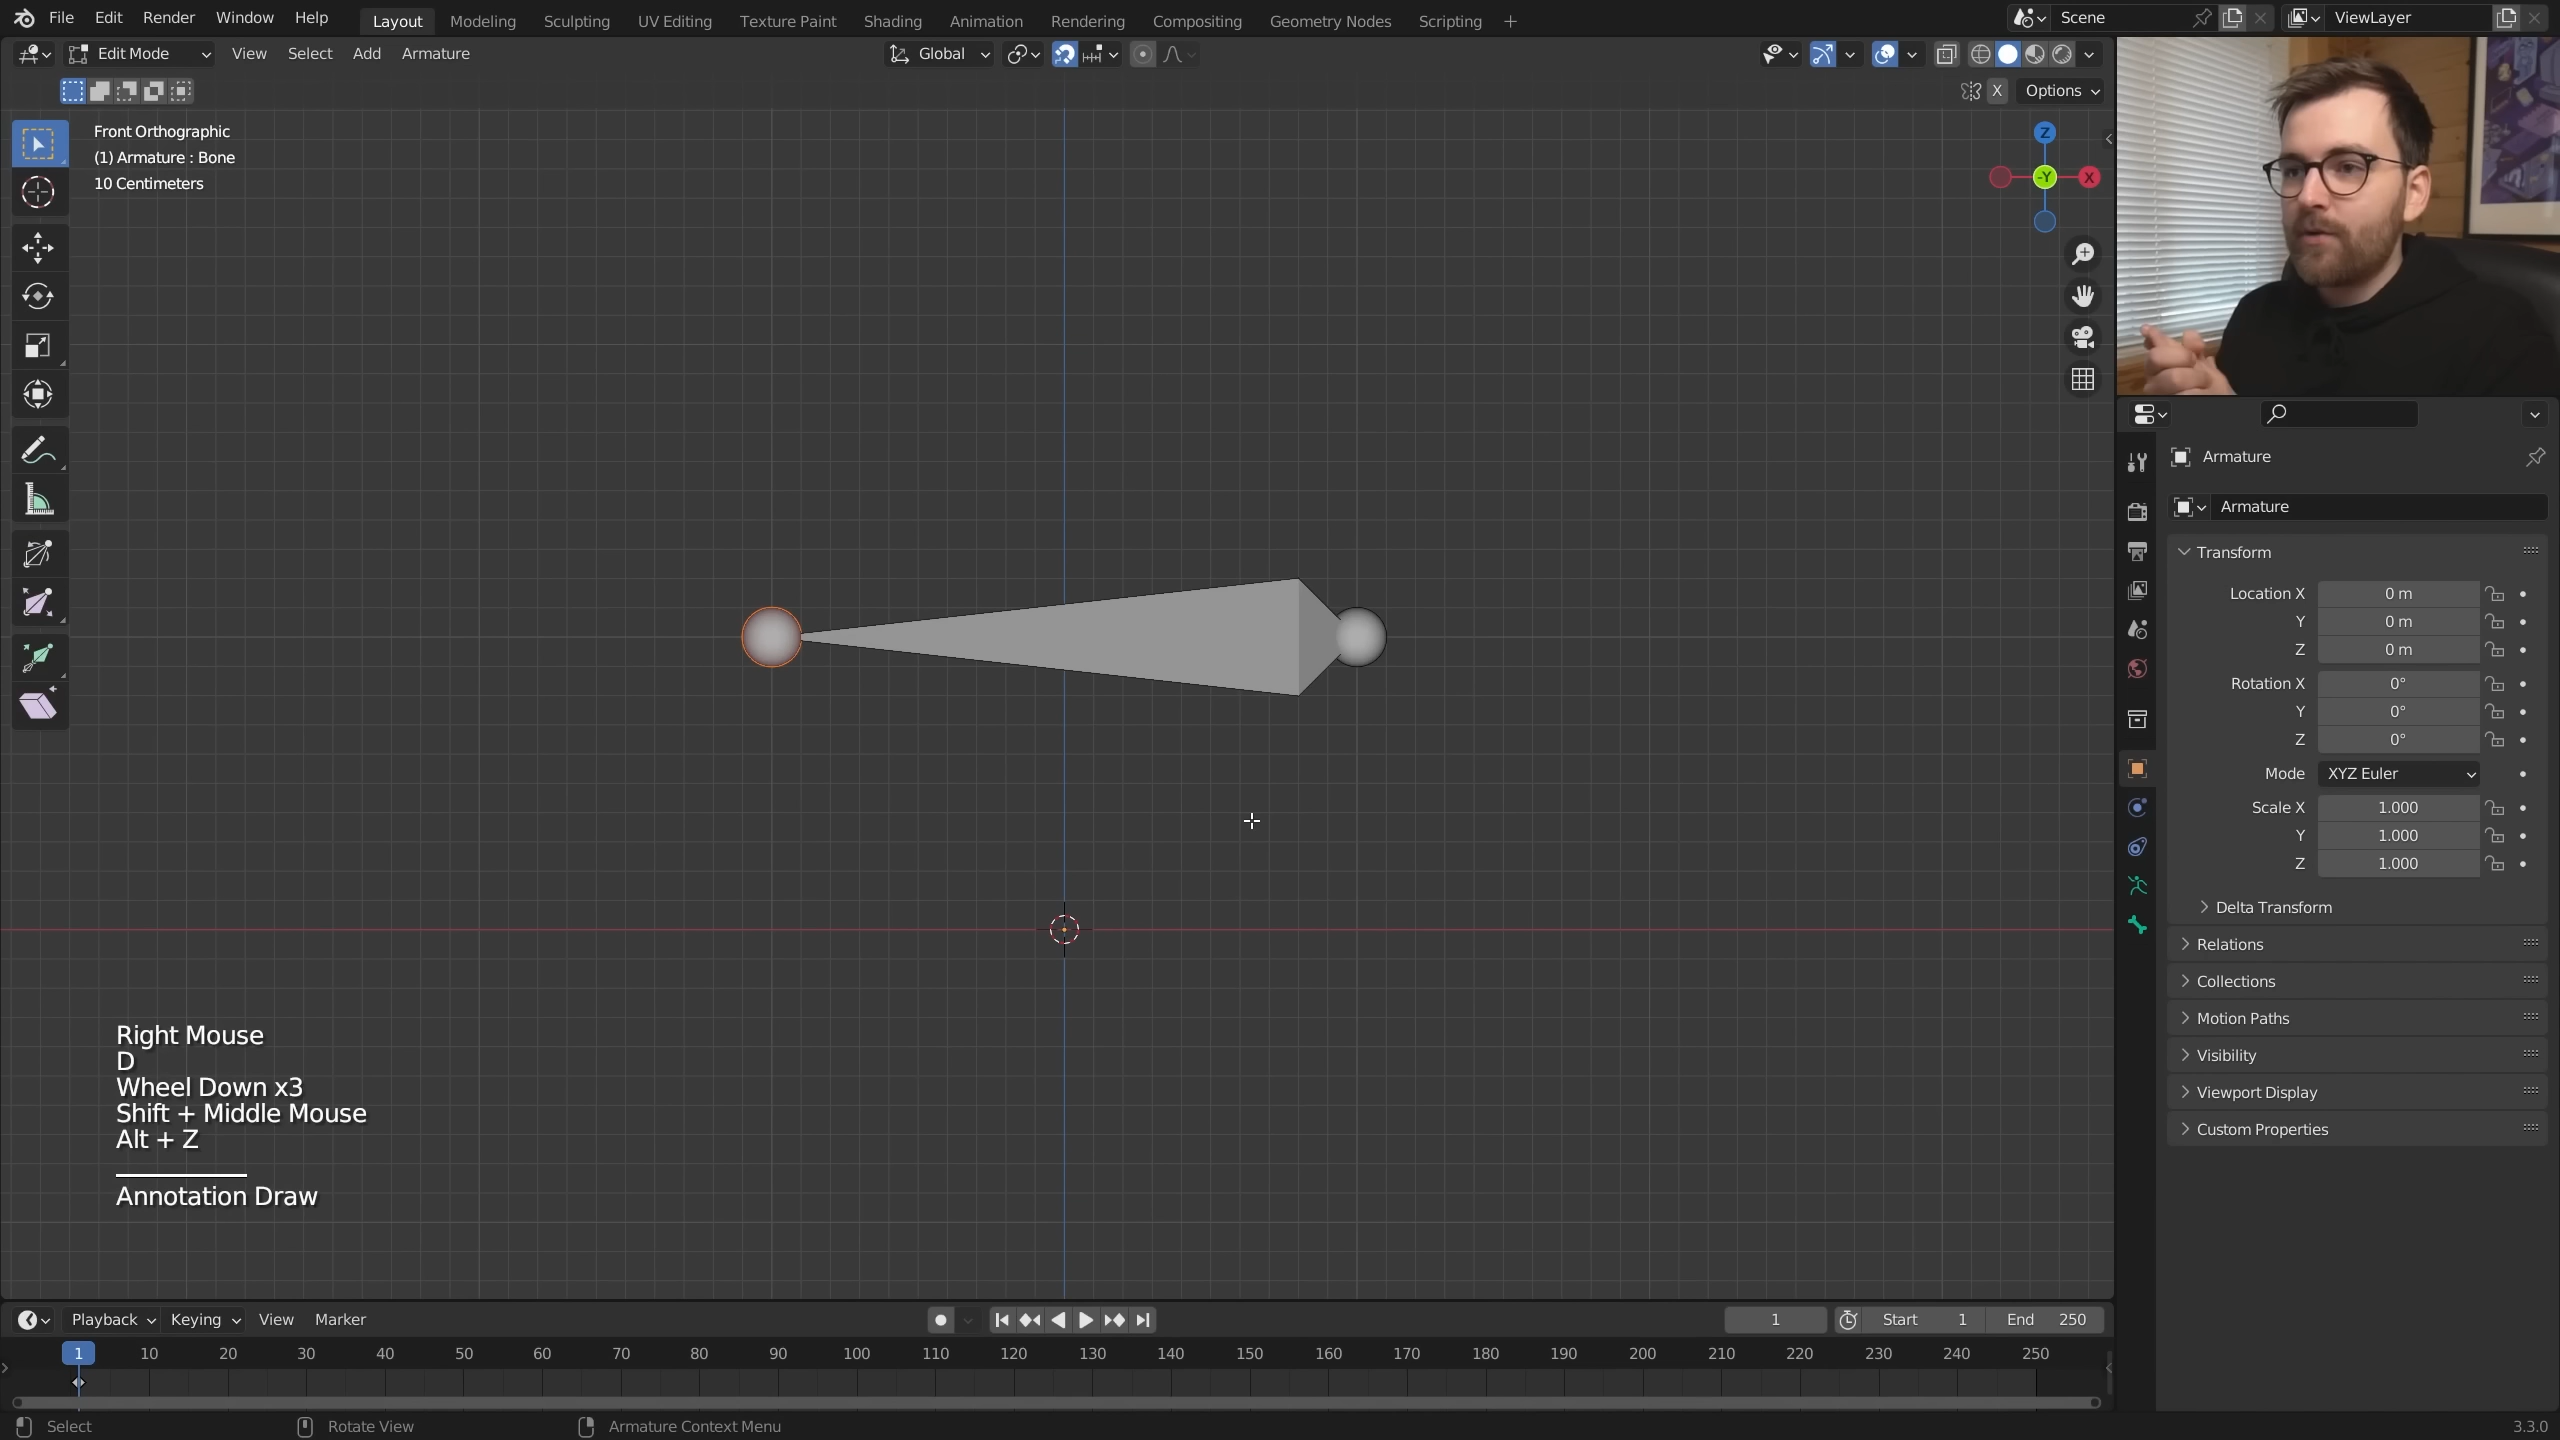 File Edit Render Window Help
Layout Modeling Sculpting UV Editing Texture Paint Shading Animation Rendering Compositing Geometry Nodes Scripting +
Scene
ViewLayer
Edit Mode View Select Add Armature
Global
X Options
Front Orthographic
(1) Armature : Bone
10 Centimeters
Z
-Y
X
Armature
Armature
Transform
Location X 0 m
Y 0 m
Z 0 m
Rotation X 0°
Y 0°
Z 0°
Mode XYZ Euler
Scale X 1.000
Y 1.000
Z 1.000
Delta Transform
Relations
Collections
Motion Paths
Visibility
Viewport Display
Custom Properties
Right Mouse
D
Wheel Down x3
Shift + Middle Mouse
Alt + Z
Annotation Draw
Playback Keying View Marker
1 Start 1 End 250
1 10 20 30 40 50 60 70 80 90 100 110 120 130 140 150 160 170 180 190 200 210 220 230 240 250
Select Rotate View Armature Context Menu 3.3.0